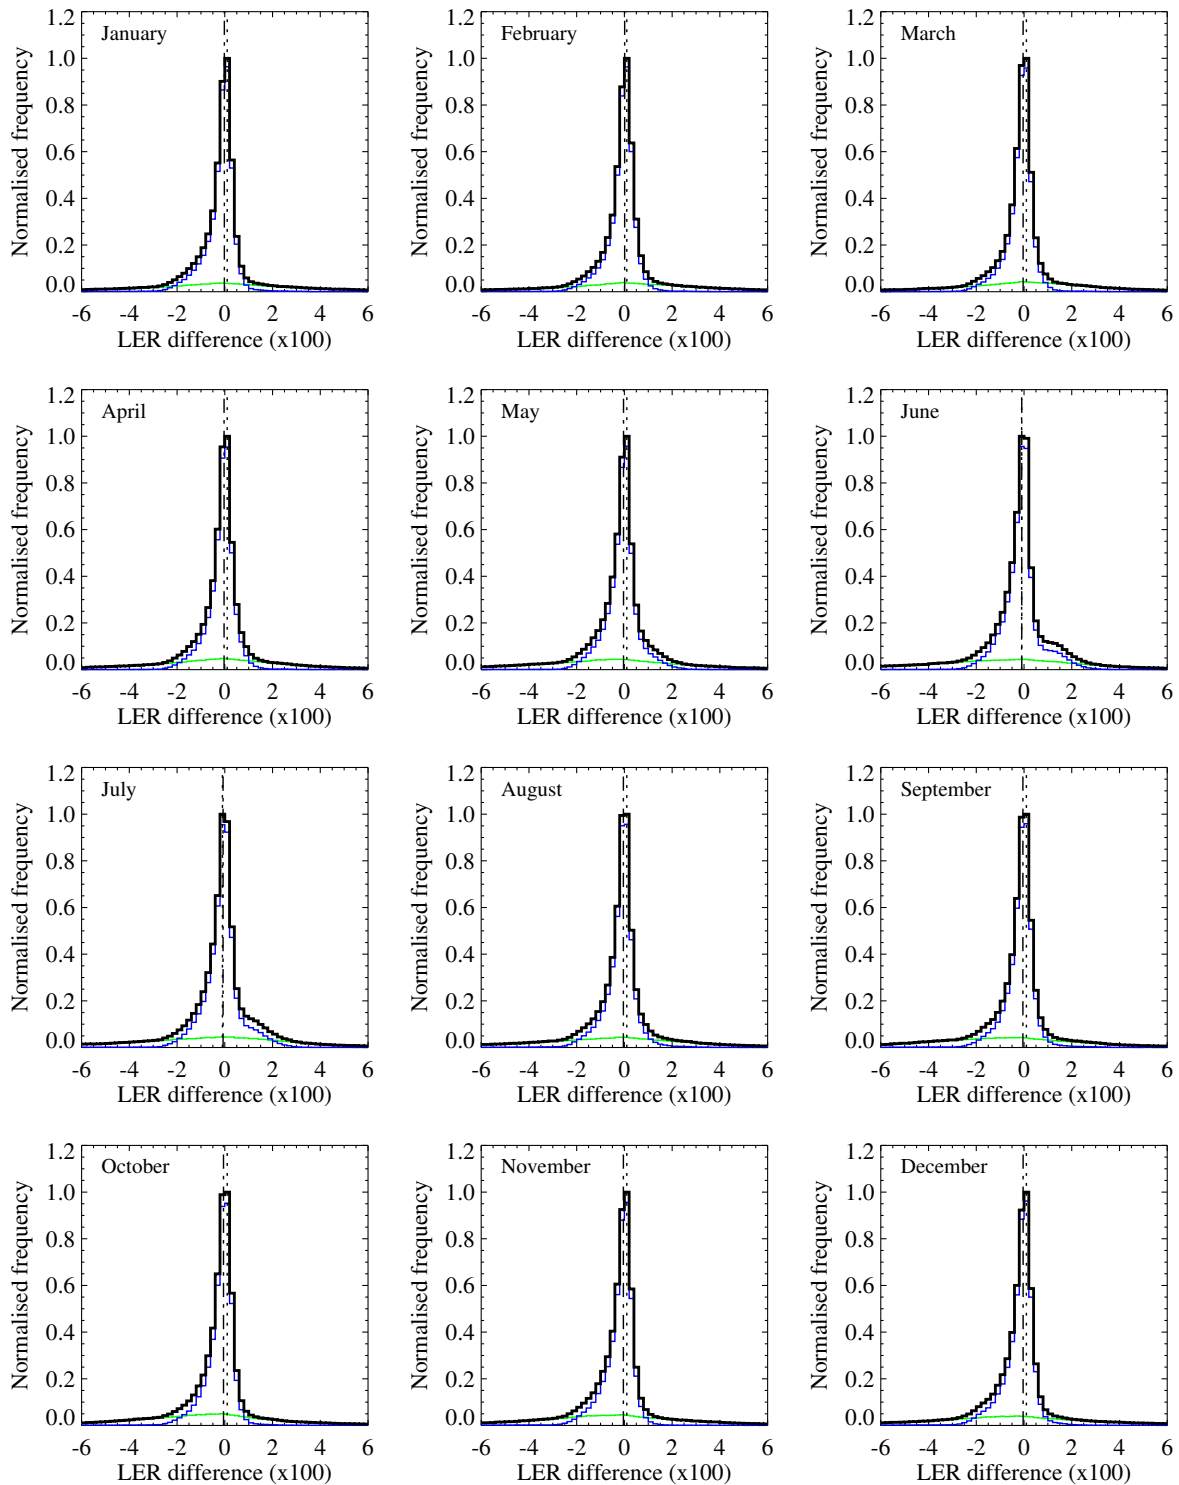 January
Normalised frequency
1.2
1.0
0.8
0.6
0.4
0.2
0.0
-6 -4 -2 0 2 4 6
LER difference (x100)
February
Normalised frequency
1.2
1.0
0.8
0.6
0.4
0.2
0.0
-6 -4 -2 0 2 4 6
LER difference (x100)
March
Normalised frequency
1.2
1.0
0.8
0.6
0.4
0.2
0.0
-6 -4 -2 0 2 4 6
LER difference (x100)
April
Normalised frequency
1.2
1.0
0.8
0.6
0.4
0.2
0.0
-6 -4 -2 0 2 4 6
LER difference (x100)
May
Normalised frequency
1.2
1.0
0.8
0.6
0.4
0.2
0.0
-6 -4 -2 0 2 4 6
LER difference (x100)
June
Normalised frequency
1.2
1.0
0.8
0.6
0.4
0.2
0.0
-6 -4 -2 0 2 4 6
LER difference (x100)
July
Normalised frequency
1.2
1.0
0.8
0.6
0.4
0.2
0.0
-6 -4 -2 0 2 4 6
LER difference (x100)
August
Normalised frequency
1.2
1.0
0.8
0.6
0.4
0.2
0.0
-6 -4 -2 0 2 4 6
LER difference (x100)
September
Normalised frequency
1.2
1.0
0.8
0.6
0.4
0.2
0.0
-6 -4 -2 0 2 4 6
LER difference (x100)
October
Normalised frequency
1.2
1.0
0.8
0.6
0.4
0.2
0.0
-6 -4 -2 0 2 4 6
LER difference (x100)
November
Normalised frequency
1.2
1.0
0.8
0.6
0.4
0.2
0.0
-6 -4 -2 0 2 4 6
LER difference (x100)
December
Normalised frequency
1.2
1.0
0.8
0.6
0.4
0.2
0.0
-6 -4 -2 0 2 4 6
LER difference (x100)